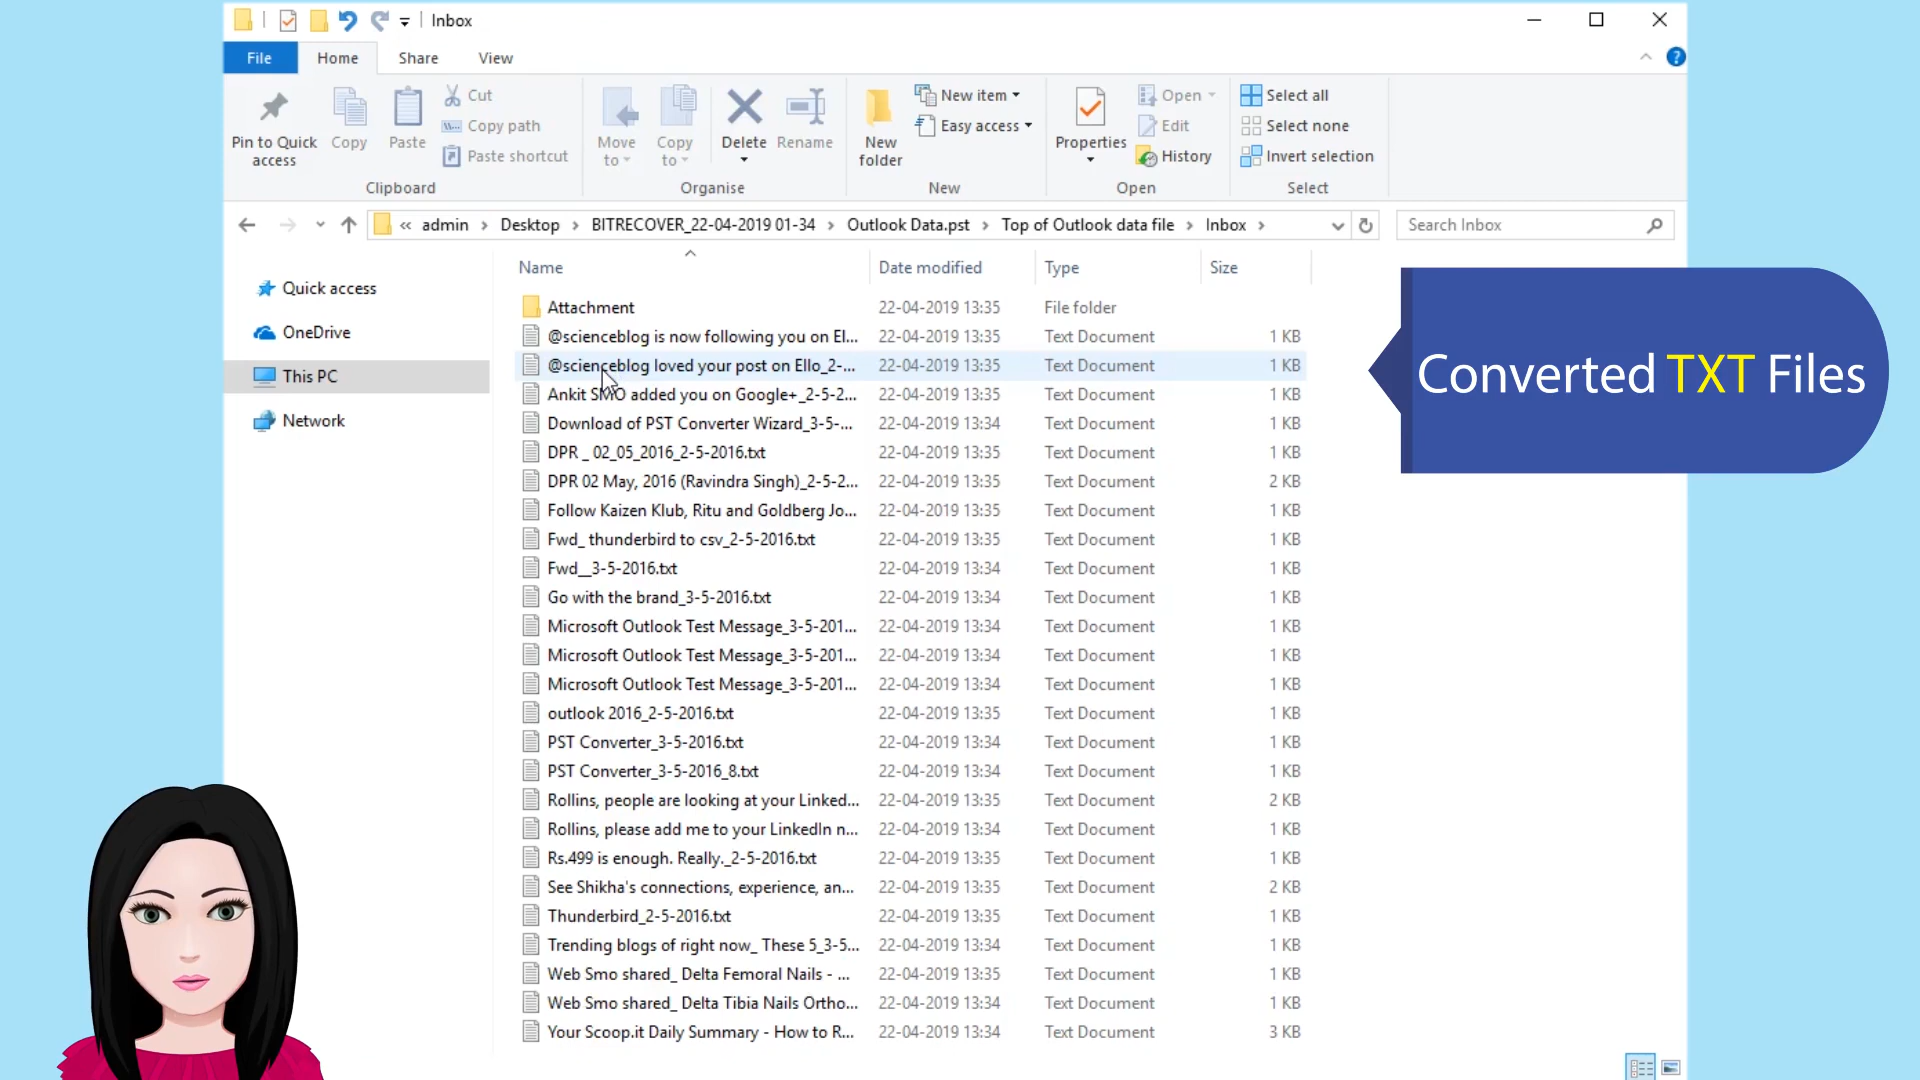 Inbox
File Home Share View
Pin to Quick access
Copy
Paste
Cut
Copy path
Paste shortcut
Clipboard
Move to
Copy to
Delete
Rename
Organise
New folder
New item
Easy access
New
Properties
Open
Edit
History
Open
Select all
Select none
Invert selection
Select
« admin > Desktop > BITRECOVER_22-04-2019 01-34 > Outlook Data.pst > Top of Outlook data file > Inbox >
Search Inbox
Quick access
OneDrive
This PC
Network
Name Date modified Type Size
Attachment 22-04-2019 13:35 File folder
@scienceblog is now following you on El... 22-04-2019 13:35 Text Document 1 KB
@scienceblog loved your post on Ello_2-... 22-04-2019 13:35 Text Document 1 KB
Ankit SMO added you on Google+_2-5-2... 22-04-2019 13:35 Text Document 1 KB
Download of PST Converter Wizard_3-5-... 22-04-2019 13:34 Text Document 1 KB
DPR _ 02_05_2016_2-5-2016.txt 22-04-2019 13:35 Text Document 1 KB
DPR 02 May, 2016 (Ravindra Singh)_2-5-2... 22-04-2019 13:35 Text Document 2 KB
Follow Kaizen Klub, Ritu and Goldberg Jo... 22-04-2019 13:35 Text Document 1 KB
Fwd_ thunderbird to csv_2-5-2016.txt 22-04-2019 13:35 Text Document 1 KB
Fwd__3-5-2016.txt 22-04-2019 13:34 Text Document 1 KB
Go with the brand_3-5-2016.txt 22-04-2019 13:34 Text Document 1 KB
Microsoft Outlook Test Message_3-5-201... 22-04-2019 13:34 Text Document 1 KB
Microsoft Outlook Test Message_3-5-201... 22-04-2019 13:34 Text Document 1 KB
Microsoft Outlook Test Message_3-5-201... 22-04-2019 13:34 Text Document 1 KB
outlook 2016_2-5-2016.txt 22-04-2019 13:35 Text Document 1 KB
PST Converter_3-5-2016.txt 22-04-2019 13:34 Text Document 1 KB
PST Converter_3-5-2016_8.txt 22-04-2019 13:34 Text Document 1 KB
Rollins, people are looking at your Linked... 22-04-2019 13:35 Text Document 2 KB
Rollins, please add me to your LinkedIn n... 22-04-2019 13:34 Text Document 1 KB
Rs.499 is enough. Really._2-5-2016.txt 22-04-2019 13:35 Text Document 1 KB
See Shikha's connections, experience, an... 22-04-2019 13:35 Text Document 2 KB
Thunderbird_2-5-2016.txt 22-04-2019 13:35 Text Document 1 KB
Trending blogs of right now_ These 5_3-5... 22-04-2019 13:34 Text Document 1 KB
Web Smo shared_ Delta Femoral Nails - ... 22-04-2019 13:35 Text Document 1 KB
Web Smo shared_ Delta Tibia Nails Ortho... 22-04-2019 13:34 Text Document 1 KB
Your Scoop.it Daily Summary - How to R... 22-04-2019 13:34 Text Document 3 KB
Converted TXT Files